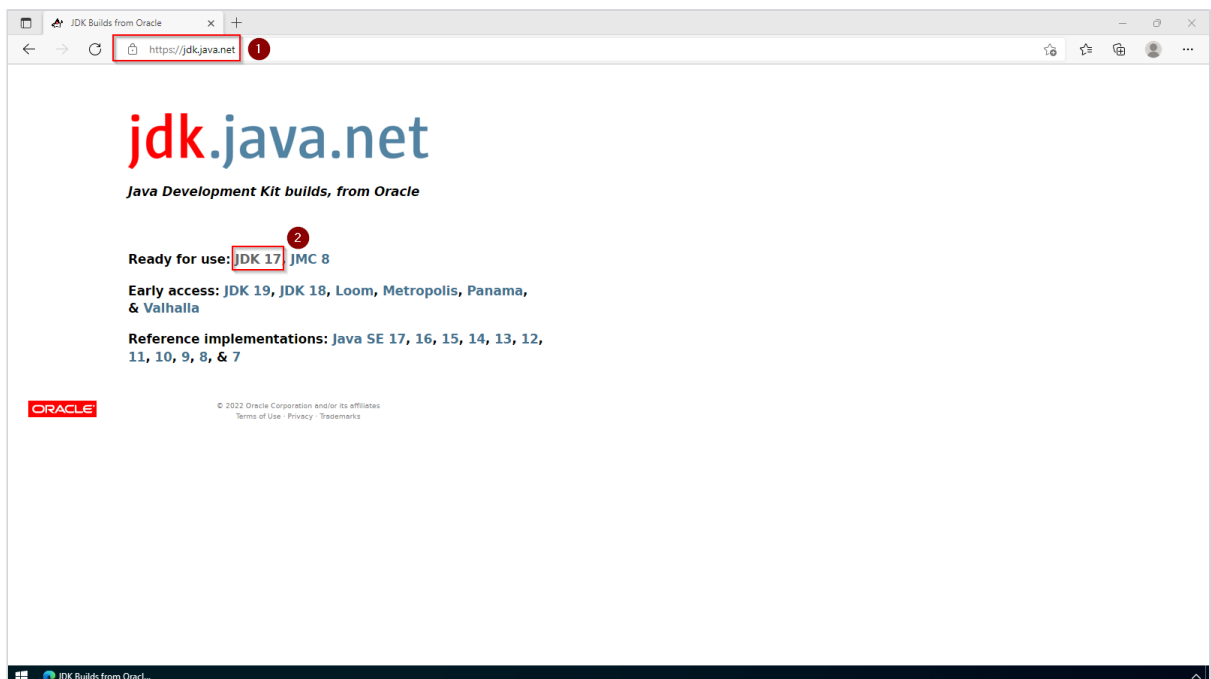 JDK Builds from Oracle
https://jdk.java.net 1
jdk.java.net
Java Development Kit builds, from Oracle
2
Ready for use: JDK 17, JMC 8
Early access: JDK 19, JDK 18, Loom, Metropolis, Panama,
& Valhalla
Reference implementations: Java SE 17, 16, 15, 14, 13, 12,
11, 10, 9, 8, & 7
ORACLE
© 2022 Oracle Corporation and/or its affiliates
Terms of Use · Privacy · Trademarks
JDK Builds from Oracl...